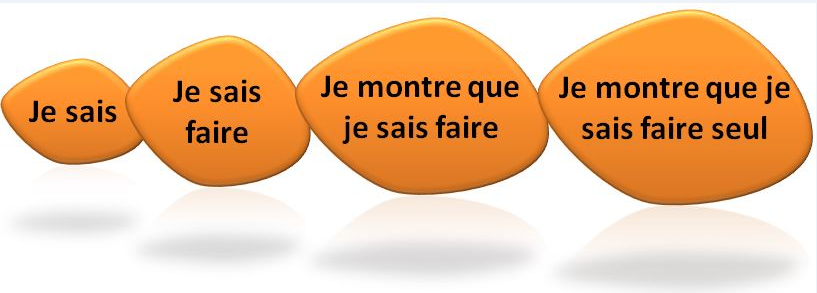 Je sais
Je sais
faire
Je montre que
je sais faire
Je montre que je
sais faire seul